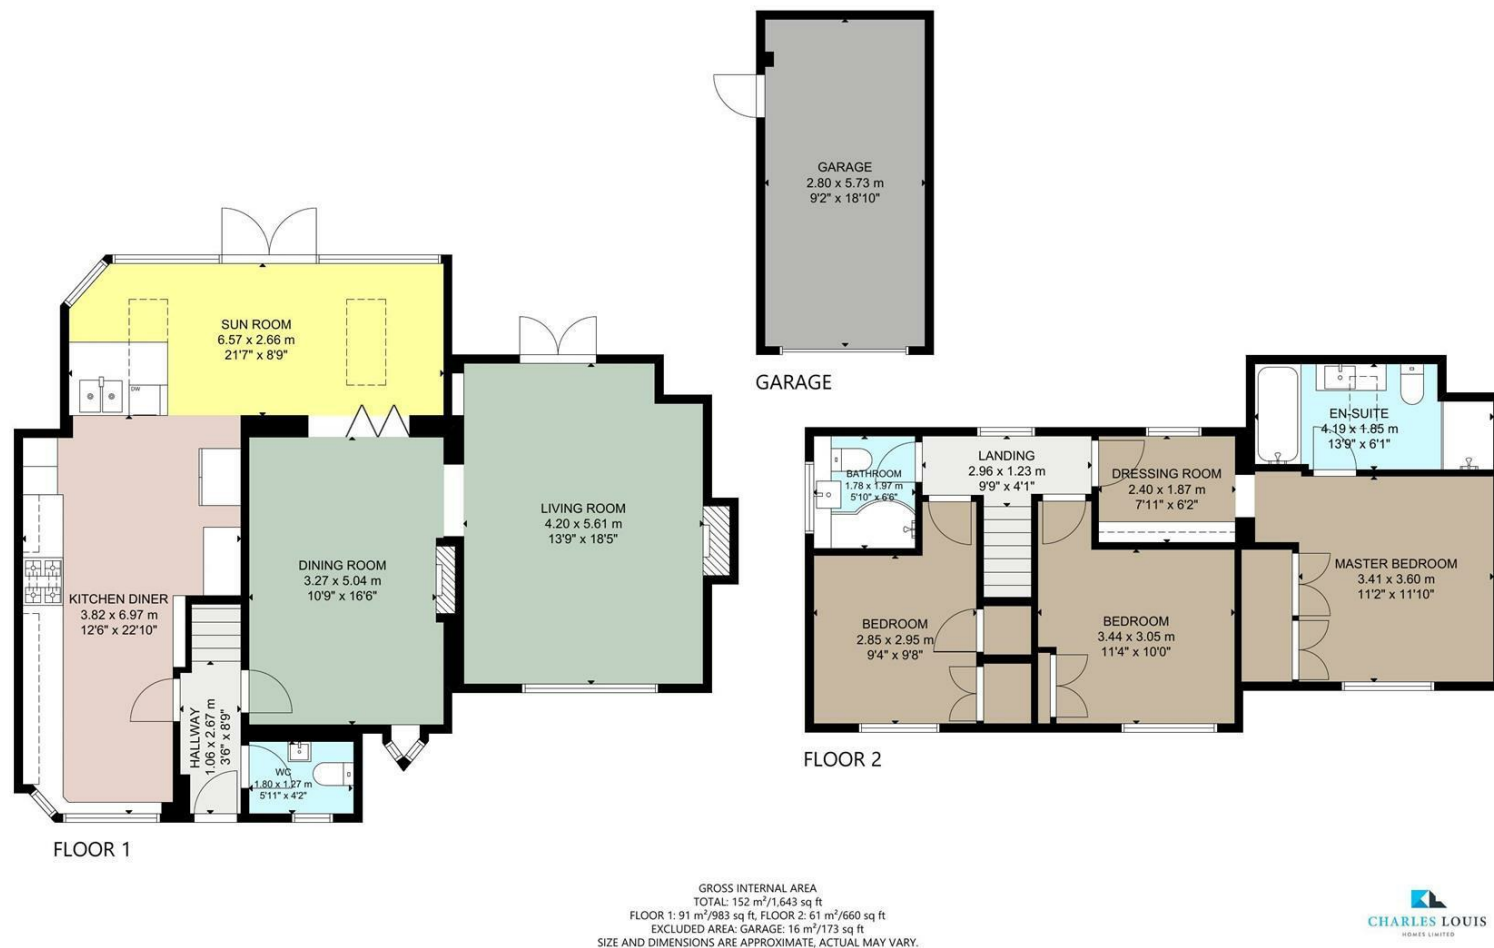 GARAGE
2.80 x 5.73 m
9'2" x 18'10"
GARAGE
SUN ROOM
6.57 x 2.66 m
21'7" x 8'9"
DW
LIVING ROOM
4.20 x 5.61 m
13'9" x 18'5"
DINING ROOM
3.27 x 5.04 m
10'9" x 16'6"
KITCHEN DINER
3.82 x 6.97 m
12'6" x 22'10"
HALLWAY
1.06 x 2.67 m
3'6" x 8'9"
WC
1.80 x 1.27 m
5'11" x 4'2"
FLOOR 1
EN-SUITE
4.19 x 1.85 m
13'9" x 6'1"
LANDING
2.96 x 1.23 m
9'9" x 4'1"
BATHROOM
1.78 x 1.97 m
5'10" x 6'6"
DRESSING ROOM
2.40 x 1.87 m
7'11" x 6'2"
MASTER BEDROOM
3.41 x 3.60 m
11'2" x 11'10"
BEDROOM
2.85 x 2.95 m
9'4" x 9'8"
BEDROOM
3.44 x 3.05 m
11'4" x 10'0"
FLOOR 2
GROSS INTERNAL AREA
TOTAL: 152 m²/1,643 sq ft
FLOOR 1: 91 m²/983 sq ft, FLOOR 2: 61 m²/660 sq ft
EXCLUDED AREA: GARAGE: 16 m²/173 sq ft
SIZE AND DIMENSIONS ARE APPROXIMATE, ACTUAL MAY VARY.
CHARLES LOUIS
HOMES LIMITED